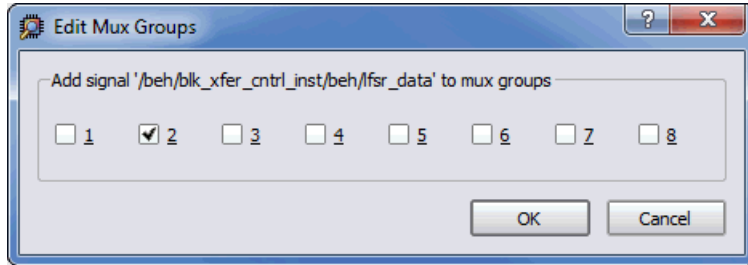 Edit Mux Groups
?
Add signal '/beh/blk_xfer_cntrl_inst/beh/lfsr_data' to mux groups
1 2 3 4 5 6 7 8
OK Cancel